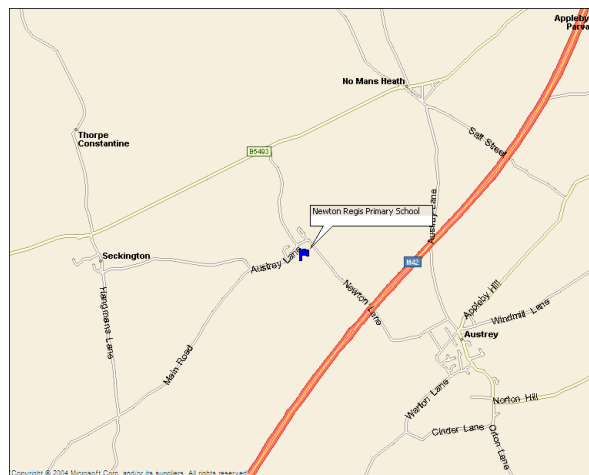 Appleby
Parva
No Mans Heath
Salt Street
Thorpe
Constantine
B5493
Newton Regis Primary School
Austrey Lane
Austrey Lane
Seckington
M42
Newton Lane
Appleby Hill
Windmill Lane
Hangmans Lane
Austrey
Main Road
Warton Lane
Norton Hill
Cinder Lane
Orton Lane
Copyright © 2004 Microsoft Corp. and/or its suppliers. All rights reserved.